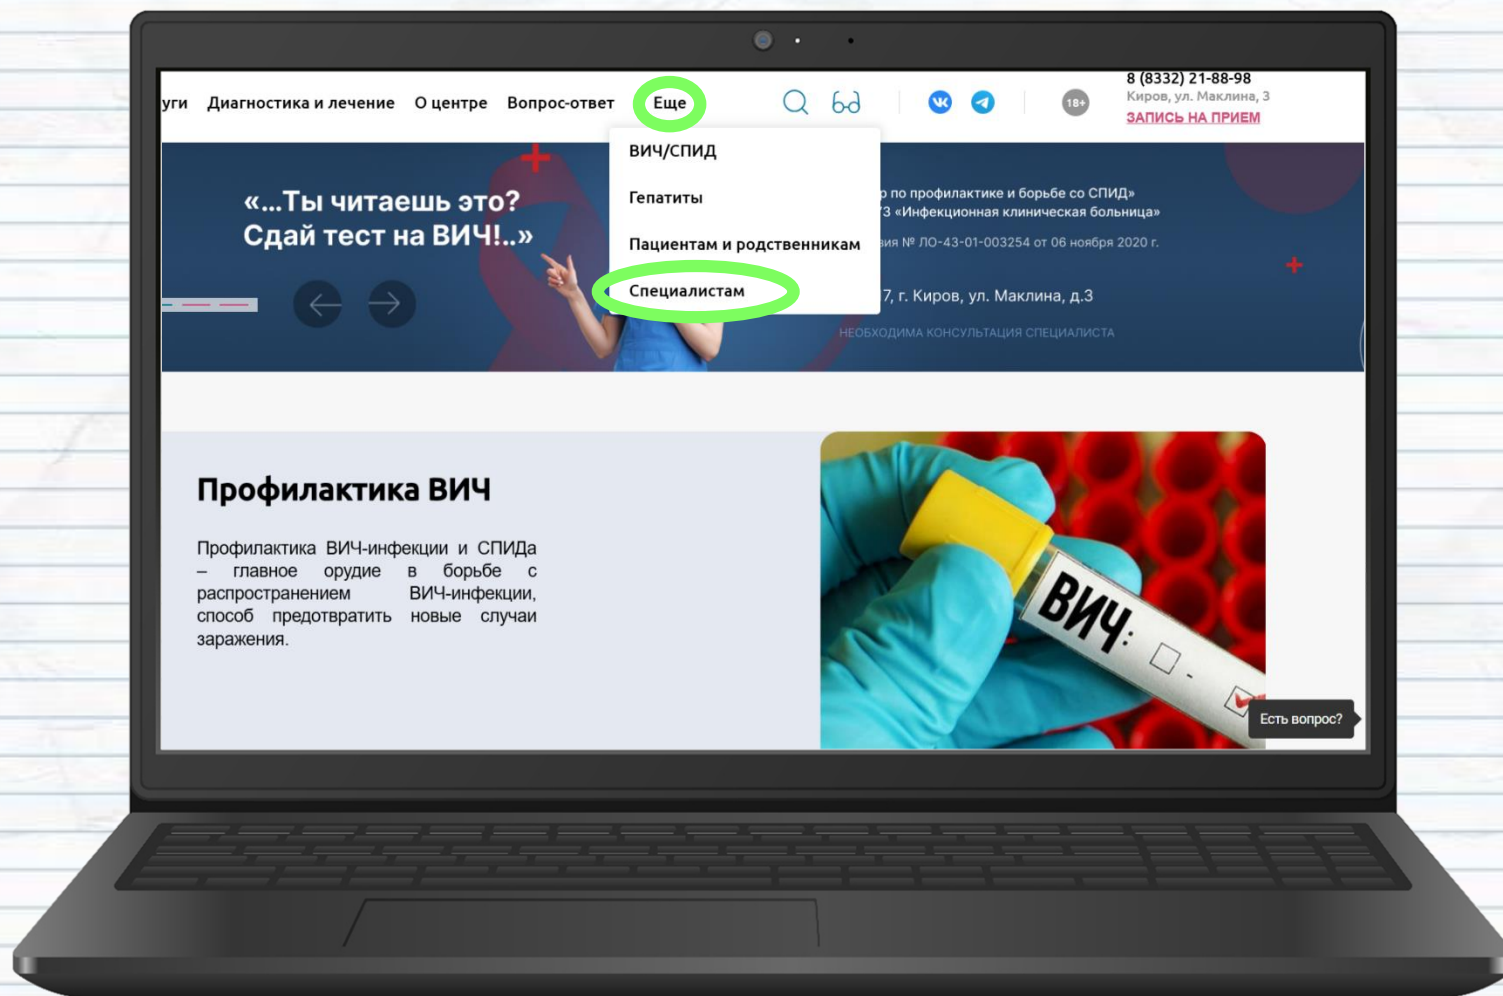 уги Диагностика и лечение О центре Вопрос-ответ Еще
18+
8 (8332) 21-88-98
Киров, ул. Маклина, 3
ЗАПИСЬ НА ПРИЕМ
ВИЧ/СПИД
Гепатиты
Пациентам и родственникам
Специалистам
«...Ты читаешь это?
Сдай тест на ВИЧ!..»
р по профилактике и борьбе со СПИД»
УЗ «Инфекционная клиническая больница»
зия № ЛО-43-01-003254 от 06 ноября 2020 г.
7, г. Киров, ул. Маклина, д.3
НЕОБХОДИМА КОНСУЛЬТАЦИЯ СПЕЦИАЛИСТА
Профилактика ВИЧ
Профилактика ВИЧ-инфекции и СПИДа
– главное орудие в борьбе с
распространением ВИЧ-инфекции,
способ предотвратить новые случаи
заражения.
ВИЧ: -
Есть вопрос?